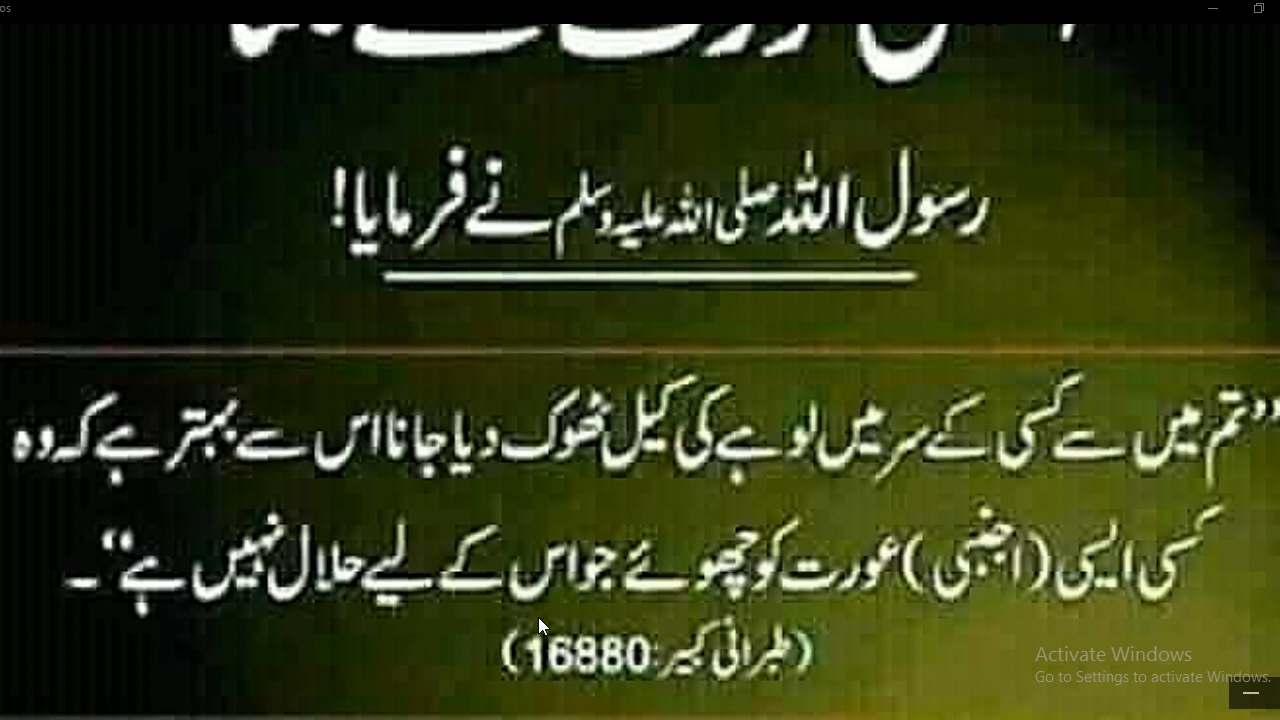 os
رسول اللہ صلی اللہ علیہ وسلم نے فرمایا!
”تم میں سے کسی کے سر میں لوہے کی کیل ٹھوک دیا جانا اس سے بہتر ہے کہ وہ
کسی ایسی (اجنبی) عورت کو چھوئے جو اس کے لیے حلال نہیں ہے“۔
(طبرانی کبیر:16880)
Activate Windows
Go to Settings to activate Windows.